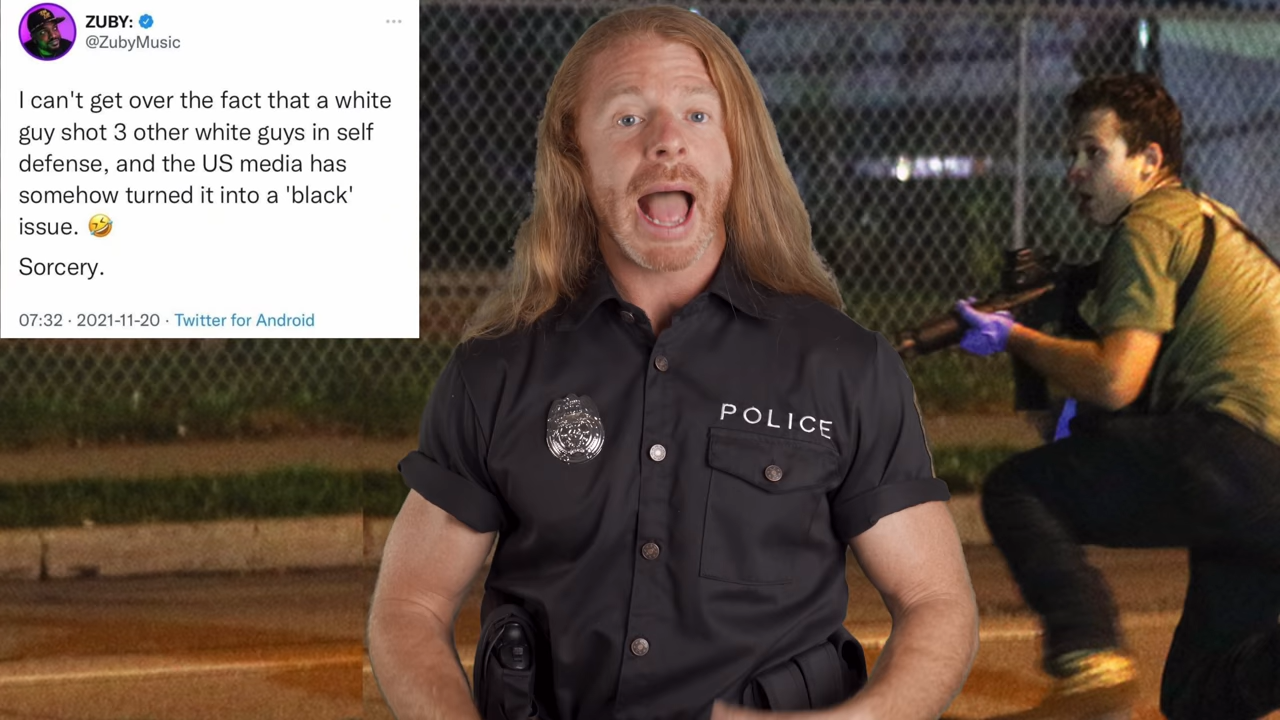 ZUBY:
@ZubyMusic
I can't get over the fact that a white
guy shot 3 other white guys in self
defense, and the US media has
somehow turned it into a 'black'
issue. 🤣
Sorcery.
07:32 · 2021-11-20 · Twitter for Android
POLICE